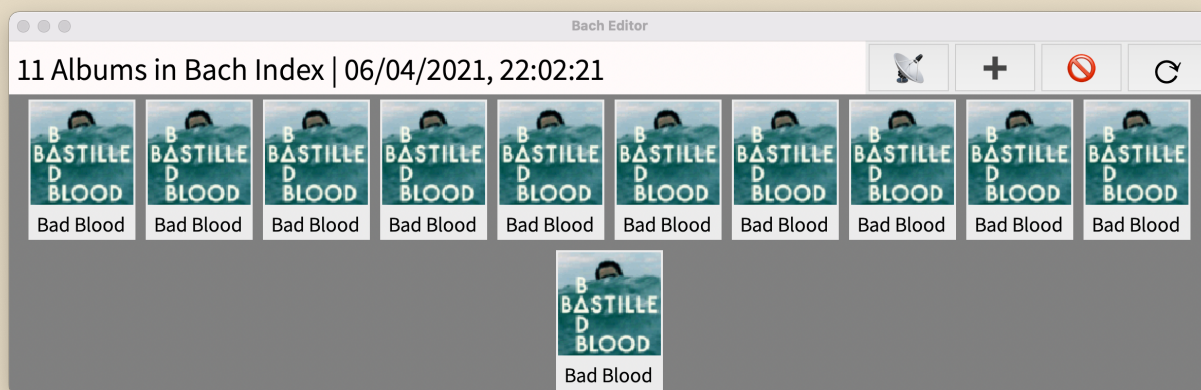 Bach Editor
11 Albums in Bach Index | 06/04/2021, 22:02:21
B
BASTILLE
D
BLOOD
B
BASTILLE
D
BLOOD
B
BASTILLE
D
BLOOD
B
BASTILLE
D
BLOOD
B
BASTILLE
D
BLOOD
B
BASTILLE
D
BLOOD
B
BASTILLE
D
BLOOD
B
BASTILLE
D
BLOOD
B
BASTILLE
D
BLOOD
B
BASTILLE
D
BLOOD
Bad Blood Bad Blood Bad Blood Bad Blood Bad Blood Bad Blood Bad Blood Bad Blood Bad Blood Bad Blood
B
BASTILLE
D
BLOOD
Bad Blood